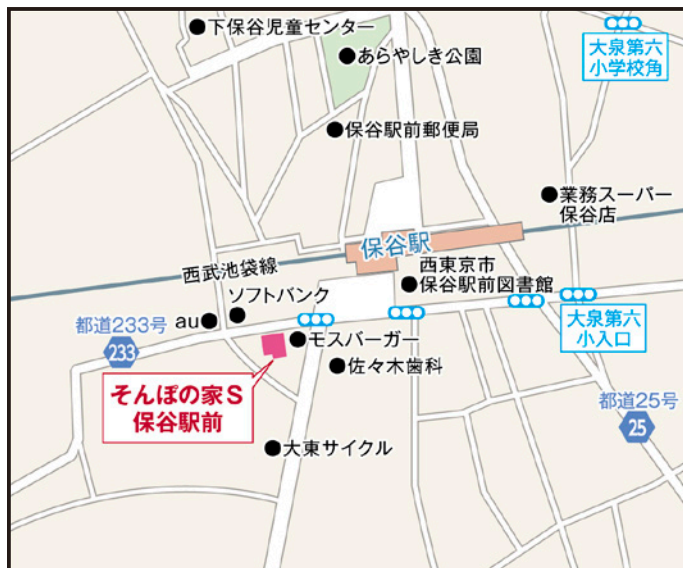 下保谷児童センター
あらやしき公園
大泉第六
小学校角
保谷駅前郵便局
業務スーパー
保谷店
保谷駅
西武池袋線
西東京市
保谷駅前図書館
ソフトバンク
au
都道233号
233
モスバーガー
大泉第六
小入口
佐々木歯科
そんぽの家S
保谷駅前
都道25号
25
大東サイクル